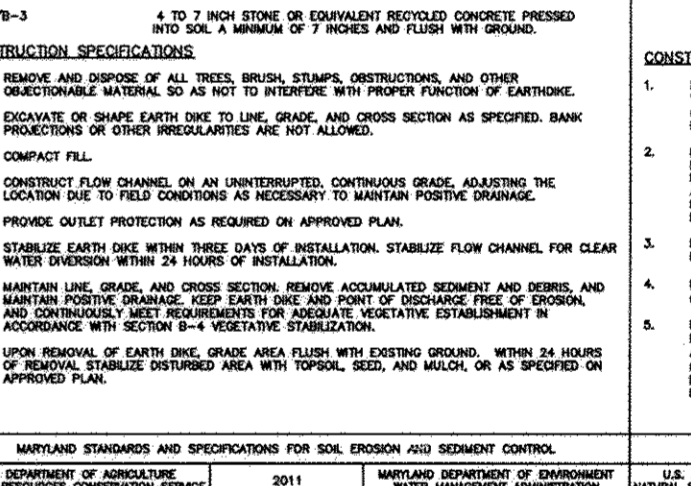 /B-3
4 TO 7 INCH STONE OR EQUIVALENT RECYCLED CONCRETE PRESSED
INTO SOIL A MINIMUM OF 7 INCHES AND FLUSH WITH GROUND.
TRUCTION SPECIFICATIONS
REMOVE AND DISPOSE OF ALL TREES, BRUSH, STUMPS, OBSTRUCTIONS, AND OTHER
OBJECTIONABLE MATERIAL SO AS NOT TO INTERFERE WITH PROPER FUNCTION OF EARTHDIKE.
EXCAVATE OR SHAPE EARTH DIKE TO LINE, GRADE, AND CROSS SECTION AS SPECIFIED. BANK
PROJECTIONS OR OTHER IRREGULARITIES ARE NOT ALLOWED.
COMPACT FILL.
CONSTRUCT FLOW CHANNEL ON AN UNINTERRUPTED, CONTINUOUS GRADE, ADJUSTING THE
LOCATION DUE TO FIELD CONDITIONS AS NECESSARY TO MAINTAIN POSITIVE DRAINAGE.
PROVIDE OUTLET PROTECTION AS REQUIRED ON APPROVED PLAN.
STABILIZE EARTH DIKE WITHIN THREE DAYS OF INSTALLATION. STABILIZE FLOW CHANNEL FOR CLEAR
WATER DIVERSION WITHIN 24 HOURS OF INSTALLATION.
MAINTAIN LINE, GRADE, AND CROSS SECTION. REMOVE ACCUMULATED SEDIMENT AND DEBRIS, AND
MAINTAIN POSITIVE DRAINAGE. KEEP EARTH DIKE AND POINT OF DISCHARGE FREE OF EROSION,
AND CONTINUOUSLY MEET REQUIREMENTS FOR ADEQUATE VEGETATIVE ESTABLISHMENT IN
ACCORDANCE WITH SECTION B-4 VEGETATIVE STABILIZATION.
UPON REMOVAL OF EARTH DIKE, GRADE AREA FLUSH WITH EXISTING GROUND. WITHIN 24 HOURS
OF REMOVAL STABILIZE DISTURBED AREA WITH TOPSOIL, SEED, AND MULCH, OR AS SPECIFIED ON
APPROVED PLAN.
MARYLAND STANDARDS AND SPECIFICATIONS FOR SOIL EROSION AND SEDIMENT CONTROL
DEPARTMENT OF AGRICULTURE
RESOURCES CONSERVATION SERVICE
2011
MARYLAND DEPARTMENT OF ENVIRONMENT
WATER MANAGEMENT ADMINISTRATION
CONST
1.
2.
3.
4.
5.
U.S.
NATURAL